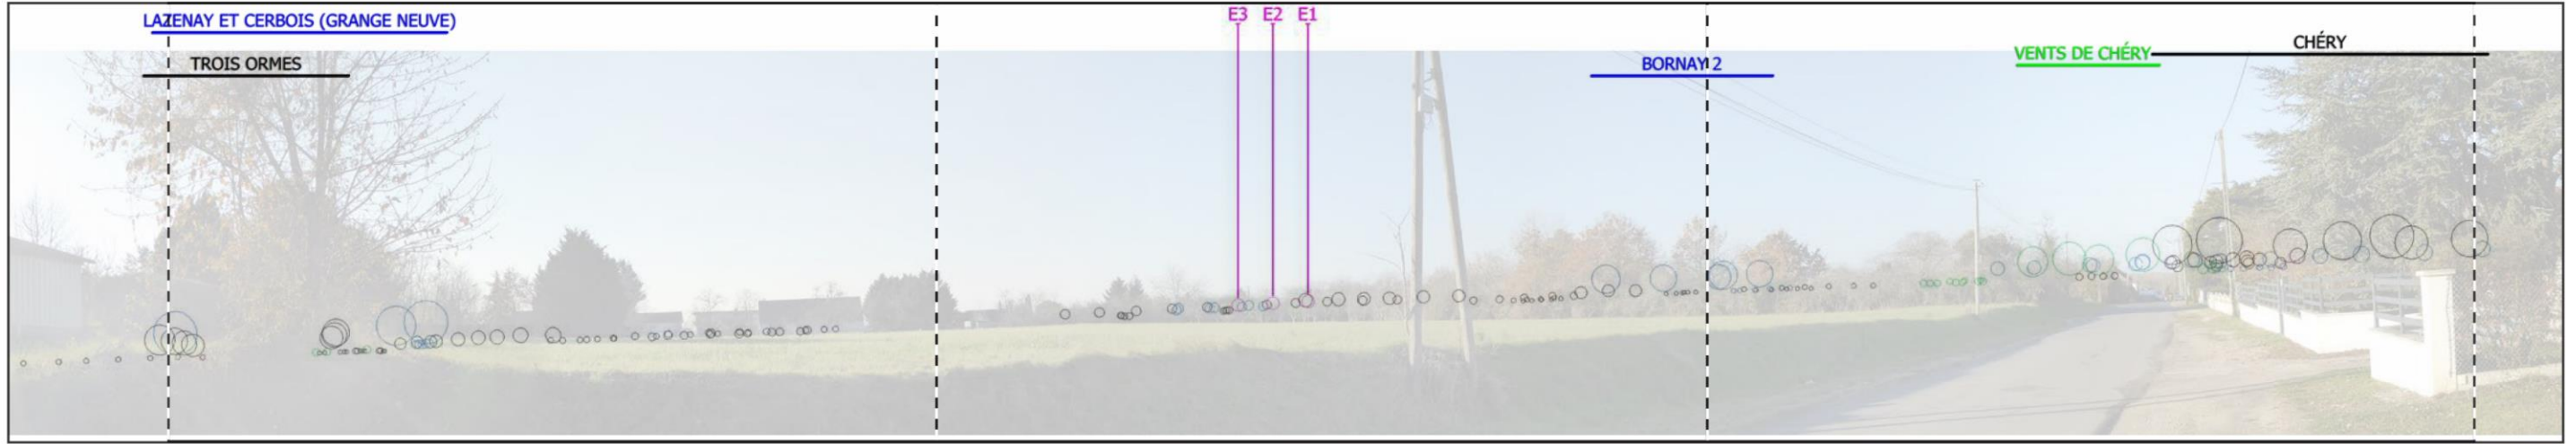 LAZENAY ET CERBOIS (GRANGE NEUVE)
TROIS ORMES
E3 E2 E1
BORNAY 2
VENTS DE CHÉRY
CHÉRY